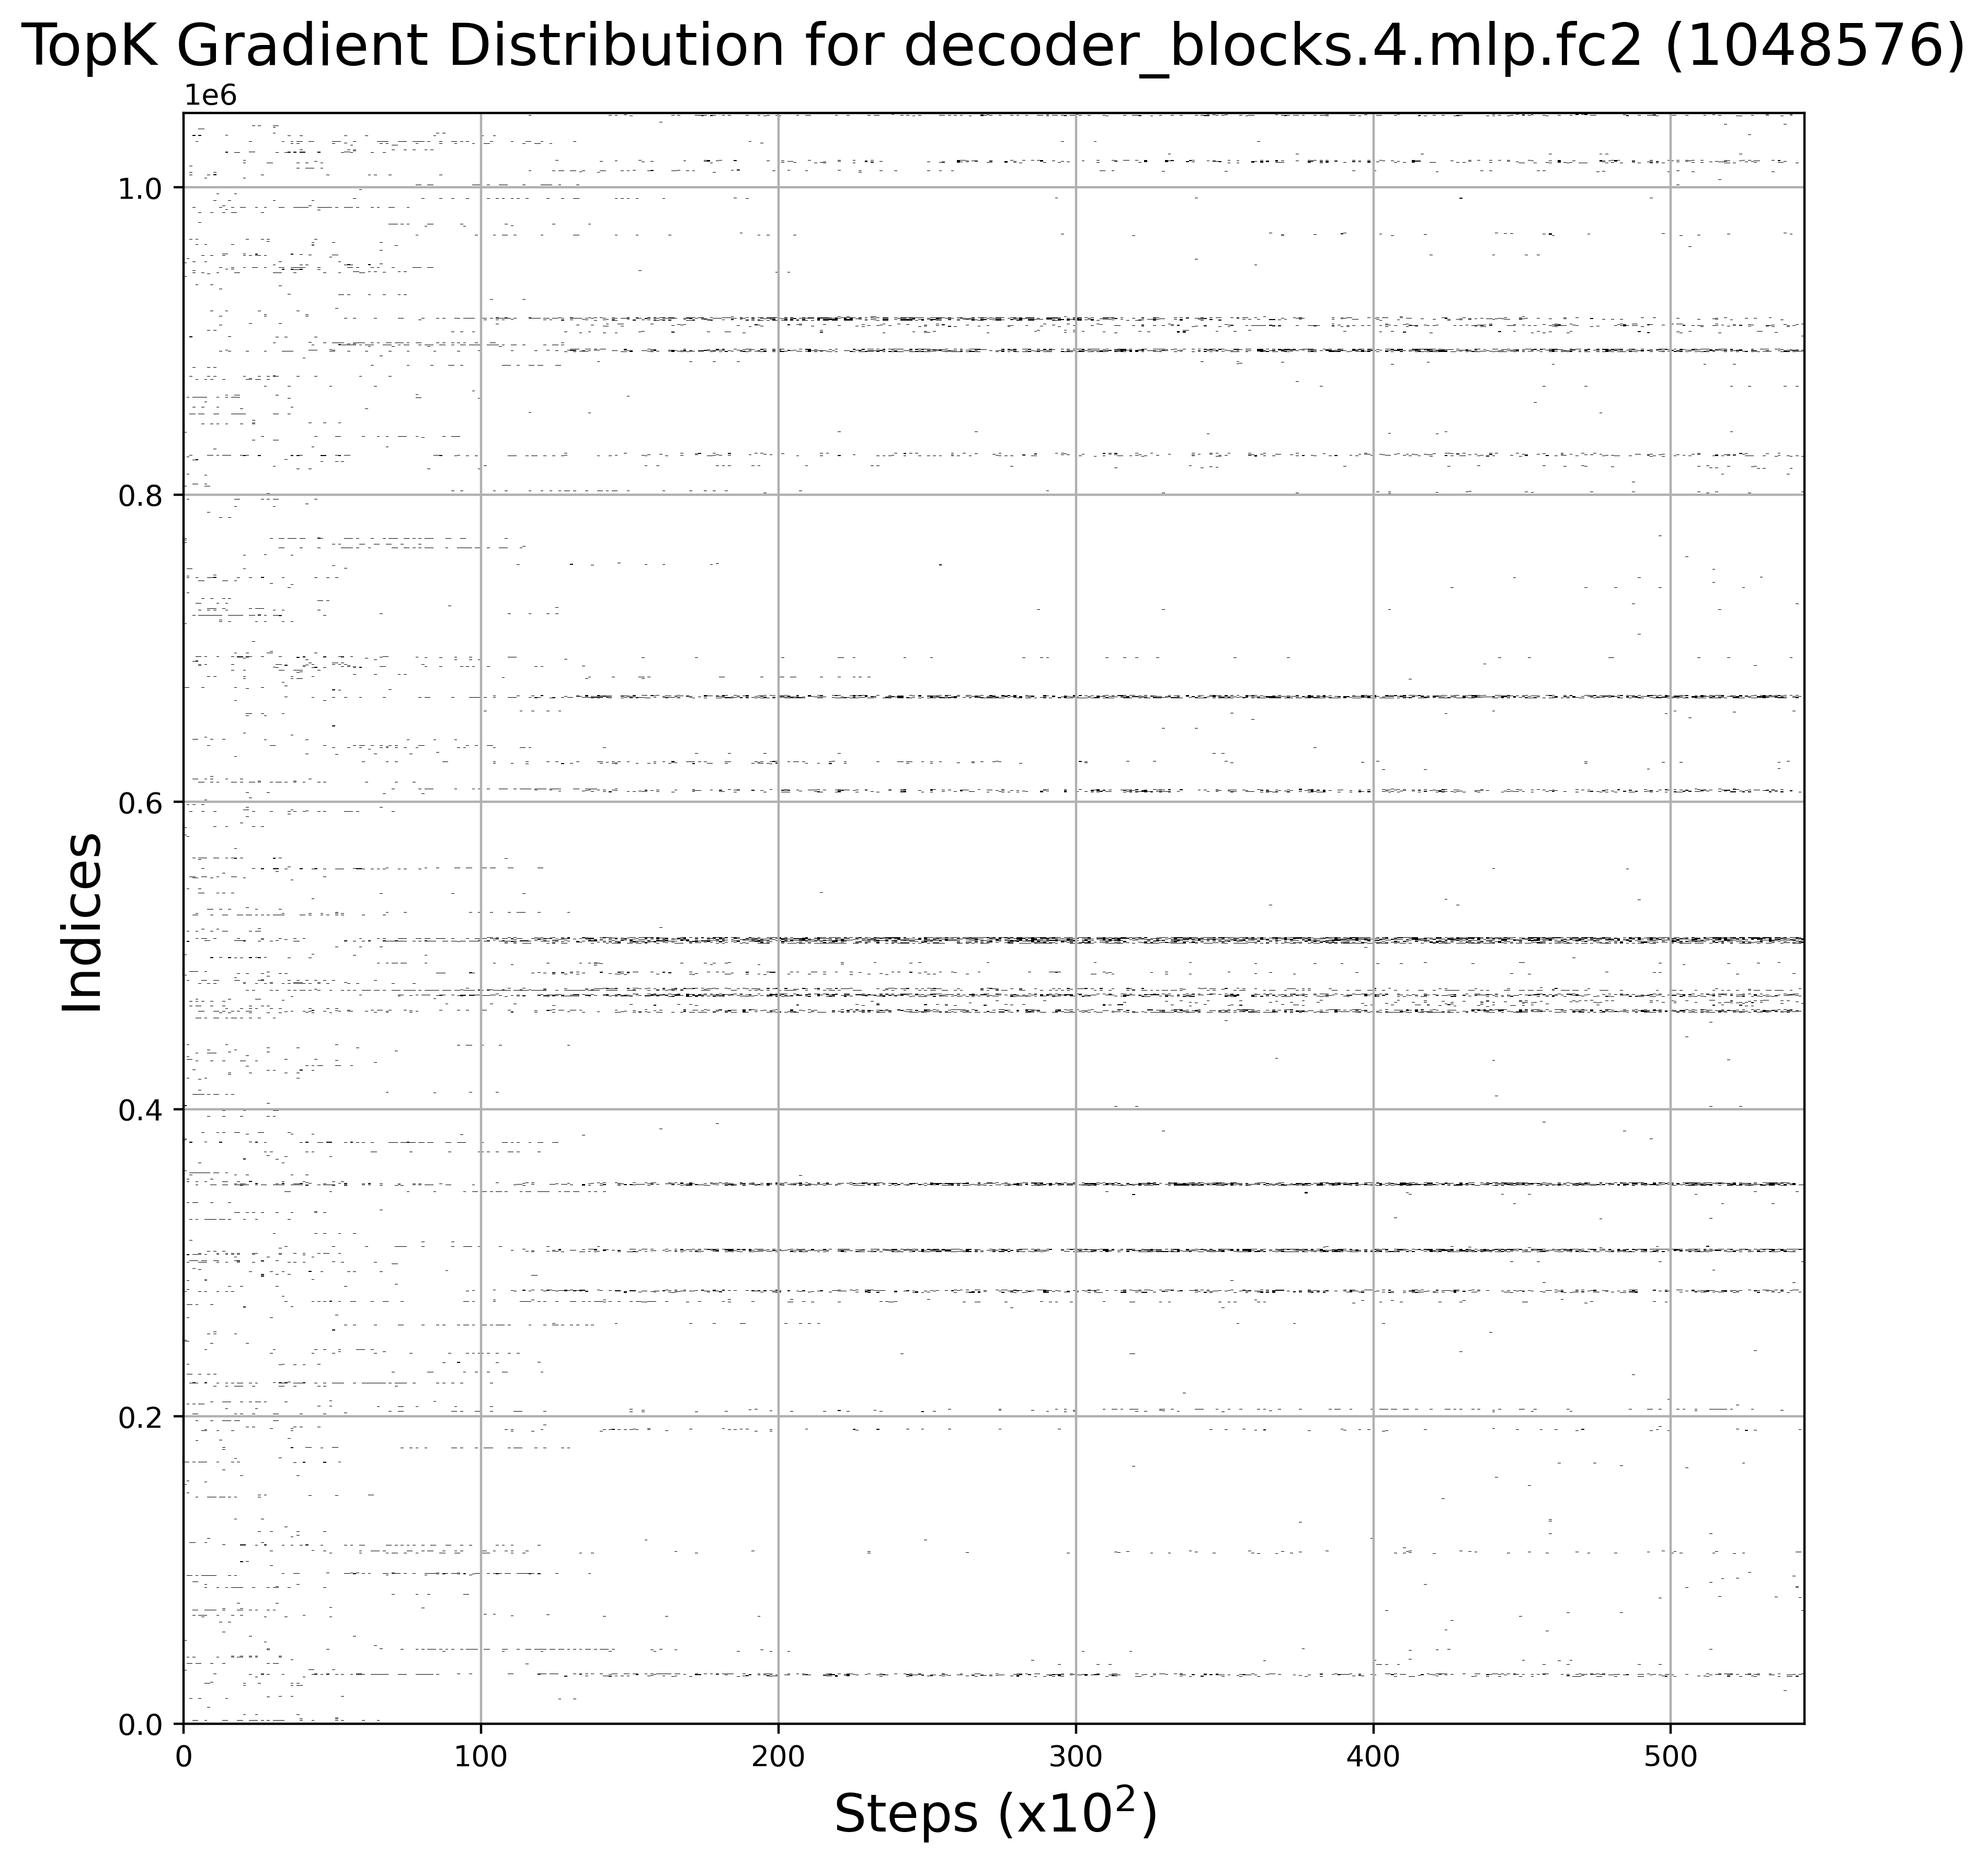 TopK Gradient Distribution for decoder_blocks.4.mlp.fc2 (1048576)
1e6
1.0
0.8
0.6
0.4
0.2
0.0
Indices
0 100 200 300 400 500
Steps (x10²)